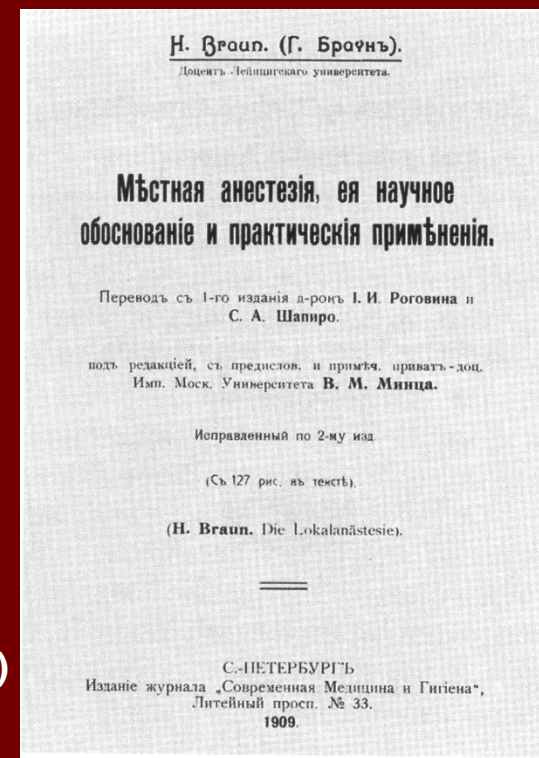 H. Braun. (Г. Браунъ).
Доцентъ Лейпцигскаго университета.
Мѣстная анестезія, ея научное
обоснованіе и практическія примѣненія.
Переводъ съ 1-го изданія д-ровъ І. И. Роговина и
С. А. Шапиро.
подъ редакціей, съ предислов. и примѣч. приватъ-доц.
Имп. Моск. Университета В. М. Минца.
Исправленный по 2-му изд
(Съ 127 рис. въ текстѣ).
(H. Braun. Die Lokalanästesie).
)
С.-ПЕТЕРБУРГЪ
Изданіе журнала „Современная Медицина и Гигіена“,
Литейный просп. № 33.
1909.